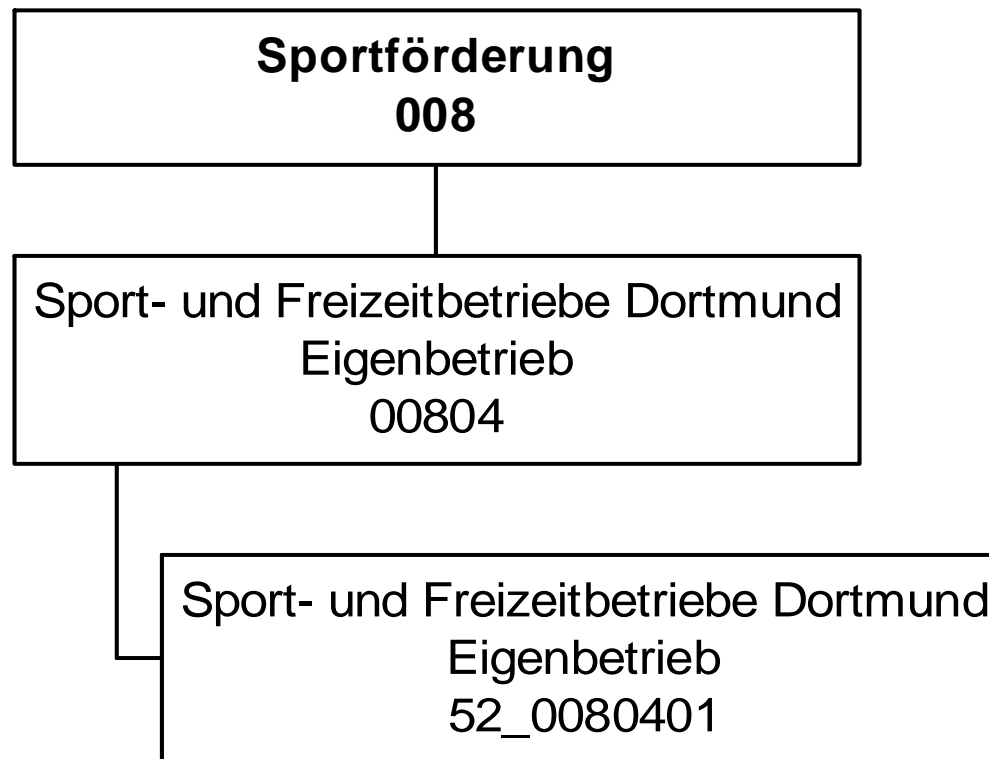 Sportförderung
008
Sport- und Freizeitbetriebe Dortmund
Eigenbetrieb
00804
Sport- und Freizeitbetriebe Dortmund
Eigenbetrieb
52_0080401